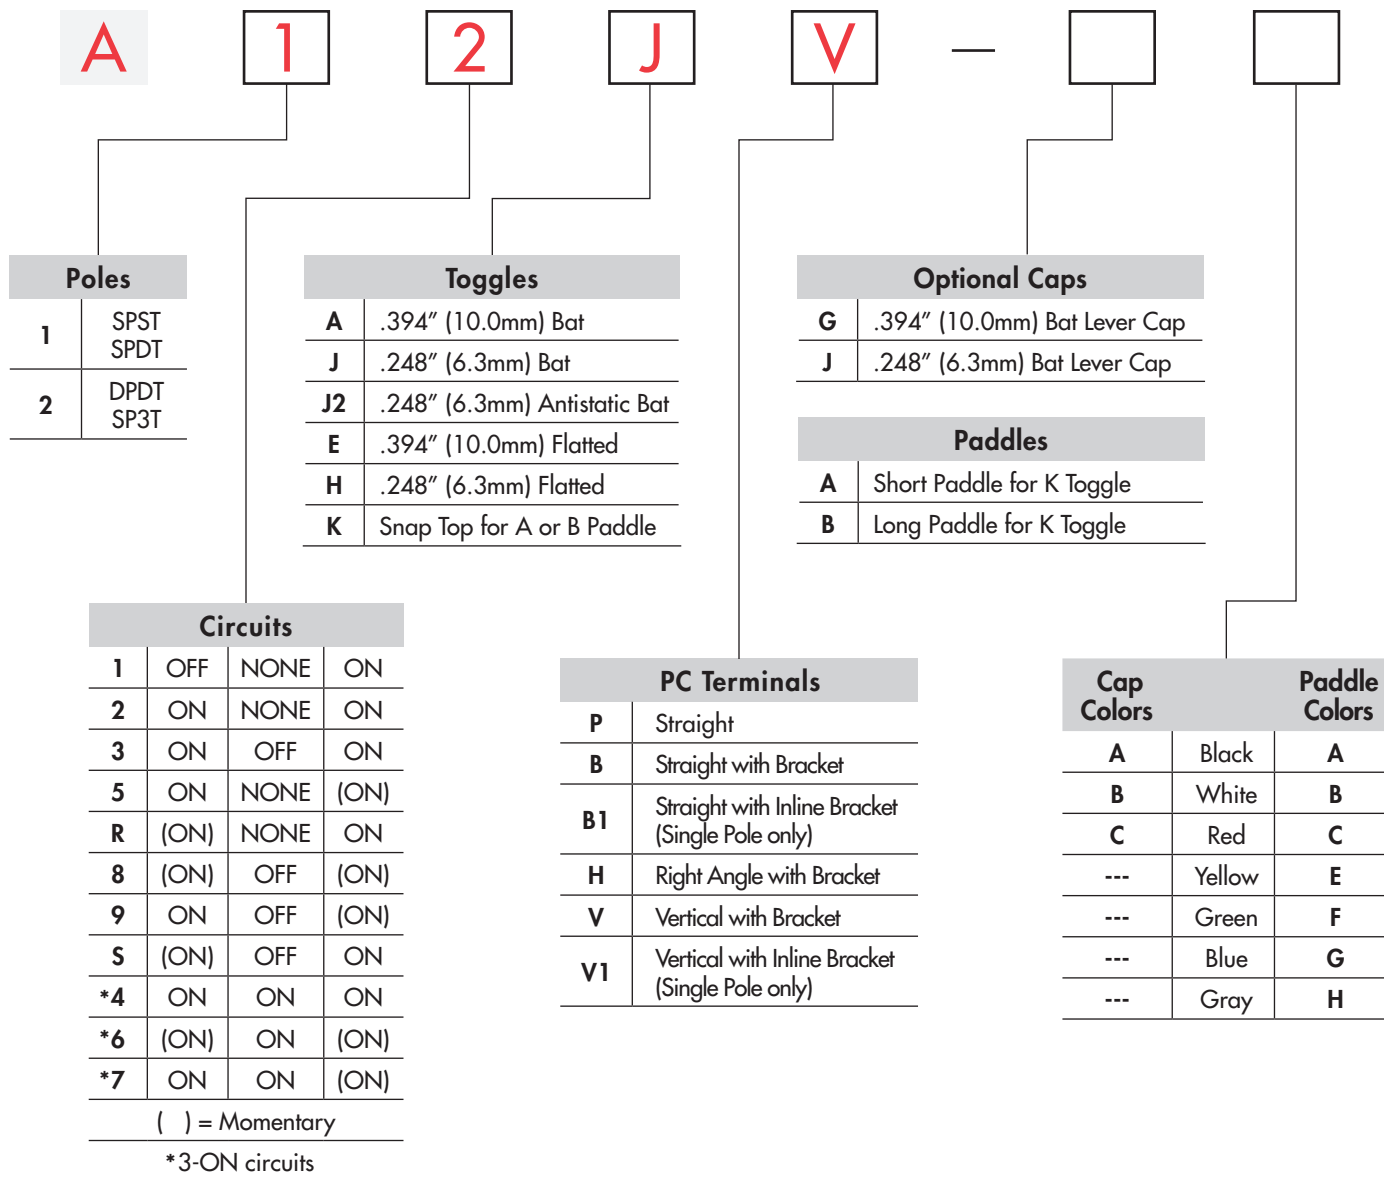 A 1 2 J V —
Poles
1 SPST SPDT
2 DPDT SP3T
Toggles
A .394" (10.0mm) Bat
J .248" (6.3mm) Bat
J2 .248" (6.3mm) Antistatic Bat
E .394" (10.0mm) Flatted
H .248" (6.3mm) Flatted
K Snap Top for A or B Paddle
Optional Caps
G .394" (10.0mm) Bat Lever Cap
J .248" (6.3mm) Bat Lever Cap
Paddles
A Short Paddle for K Toggle
B Long Paddle for K Toggle
Circuits
1 OFF NONE ON
2 ON NONE ON
3 ON OFF ON
5 ON NONE (ON)
R (ON) NONE ON
8 (ON) OFF (ON)
9 ON OFF (ON)
S (ON) OFF ON
*4 ON ON ON
*6 (ON) ON (ON)
*7 ON ON (ON)
( ) = Momentary
*3-ON circuits
PC Terminals
P Straight
B Straight with Bracket
B1 Straight with Inline Bracket
(Single Pole only)
H Right Angle with Bracket
V Vertical with Bracket
V1 Vertical with Inline Bracket
(Single Pole only)
Cap Colors Paddle Colors
A Black A
B White B
C Red C
--- Yellow E
--- Green F
--- Blue G
--- Gray H